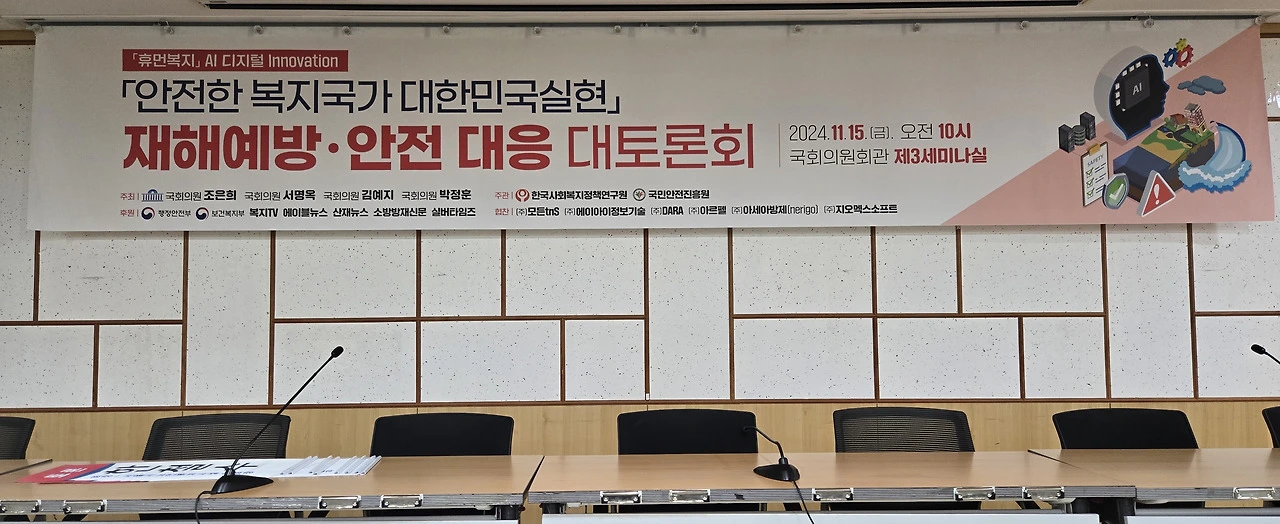 「휴먼복지」 AI 디지털 Innovation
「안전한 복지국가 대한민국실현」
재해예방·안전 대응 대토론회
2024.11.15.(금). 오전 10시
국회의원회관 제3세미나실
주최 | 국회의원 조은희 국회의원 서명옥 국회의원 김예지 국회의원 박정훈 주관 | 한국사회복지정책연구원 국민안전진흥원
후원 | 행정안전부 보건복지부 복지TV 에이블뉴스 산재뉴스 소방방재신문 실버타임즈 협찬 | (주)모든tnS (주)에이아이정보기술 (주)DARA (주)아르펠 (주)아세아방제(nerigo) (주)지오멕스소프트
AI
SAFETY